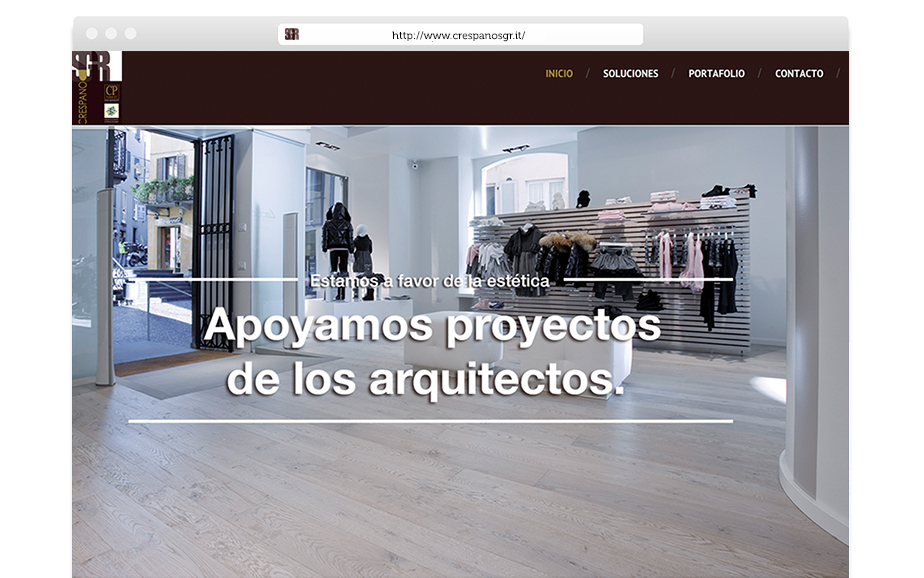 SGR
http://www.crespanosgr.it/
SGR
CRESPANO
CP
INICIO / SOLUCIONES / PORTAFOLIO / CONTACTO /
Estamos a favor de la estética
Apoyamos proyectos
de los arquitectos.